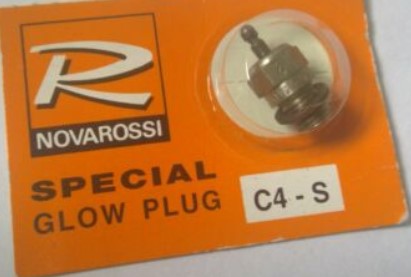 R
NOVAROSSI
SPECIAL
GLOW PLUG
C4 - S